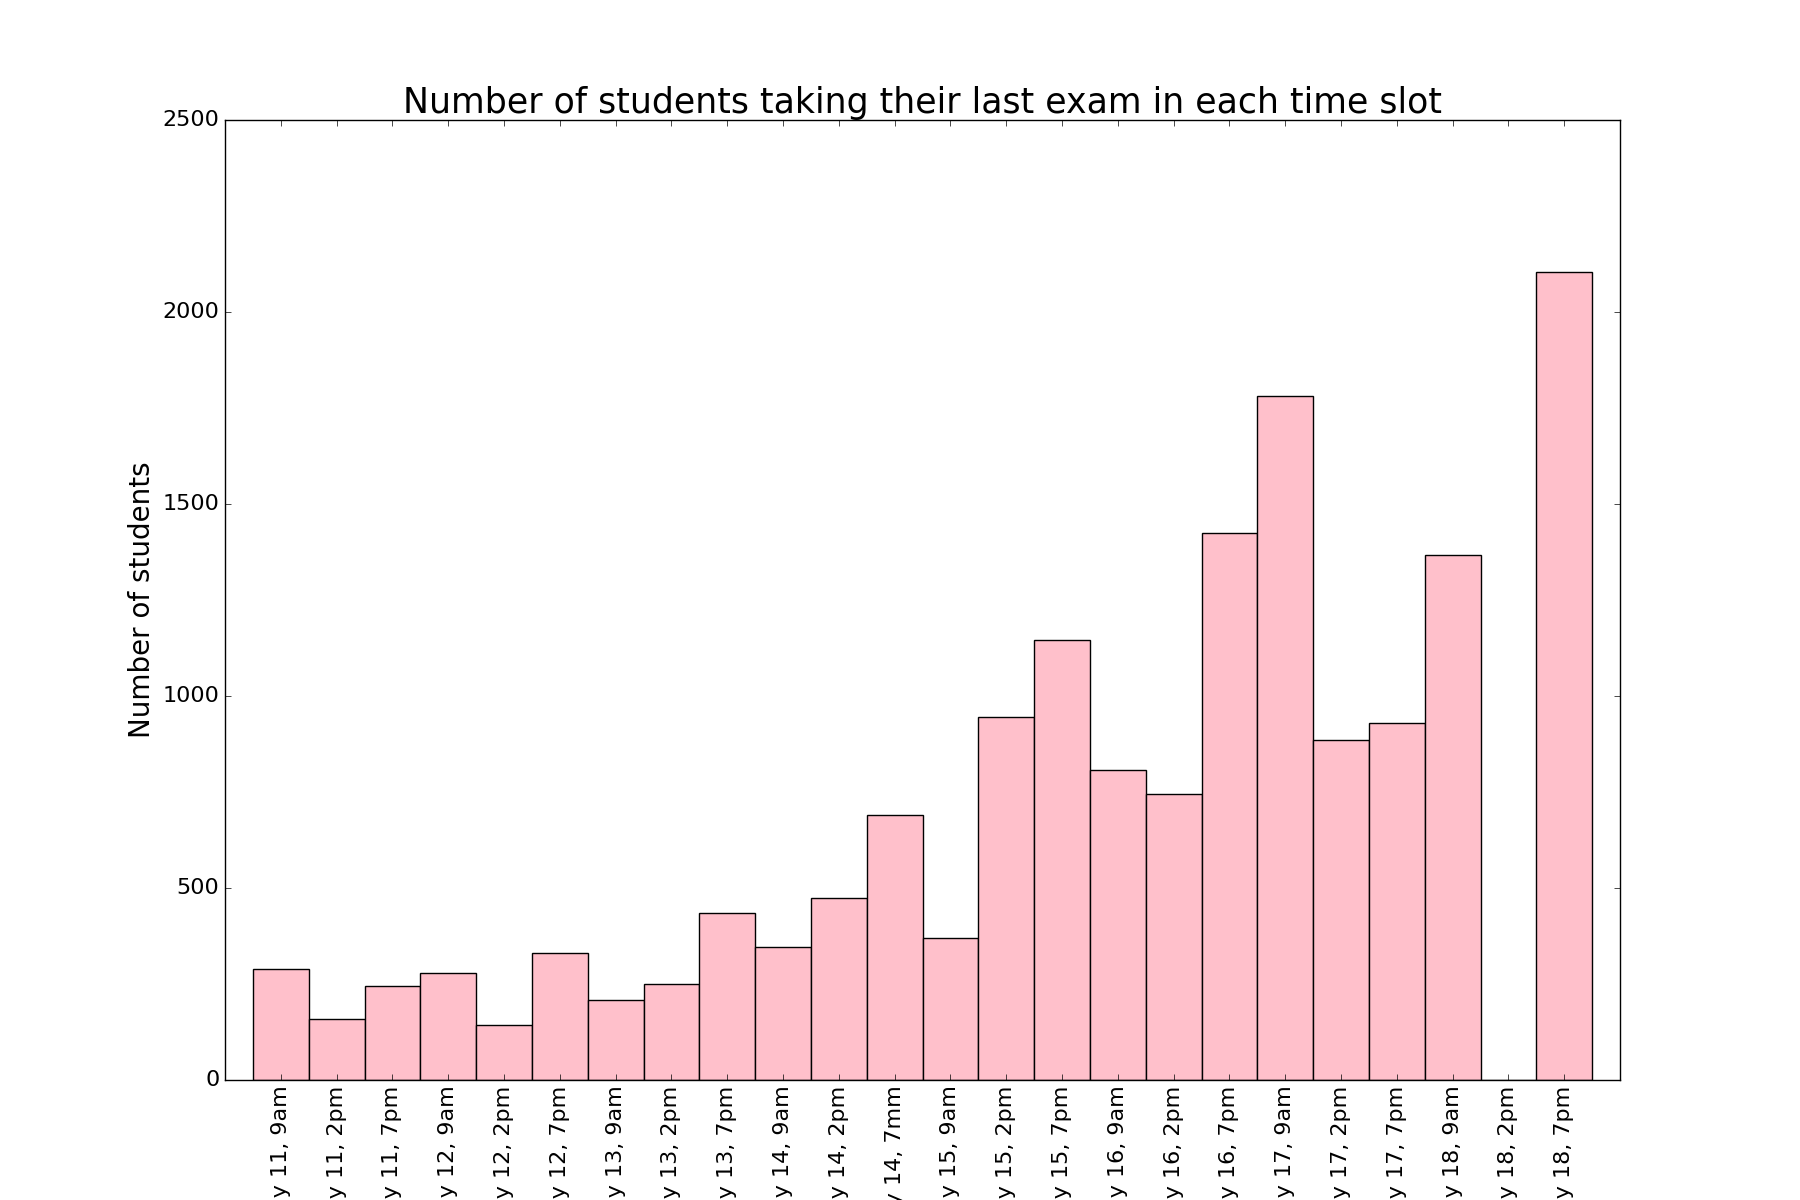 Number of students taking their last exam in each time slot
Number of students
2500
2000
1500
1000
500
0
y 11, 9am
y 11, 2pm
y 11, 7pm
y 12, 9am
y 12, 2pm
y 12, 7pm
y 13, 9am
y 13, 2pm
y 13, 7pm
y 14, 9am
y 14, 2pm
y 14, 7mm
y 15, 9am
y 15, 2pm
y 15, 7pm
y 16, 9am
y 16, 2pm
y 16, 7pm
y 17, 9am
y 17, 2pm
y 17, 7pm
y 18, 9am
y 18, 2pm
y 18, 7pm